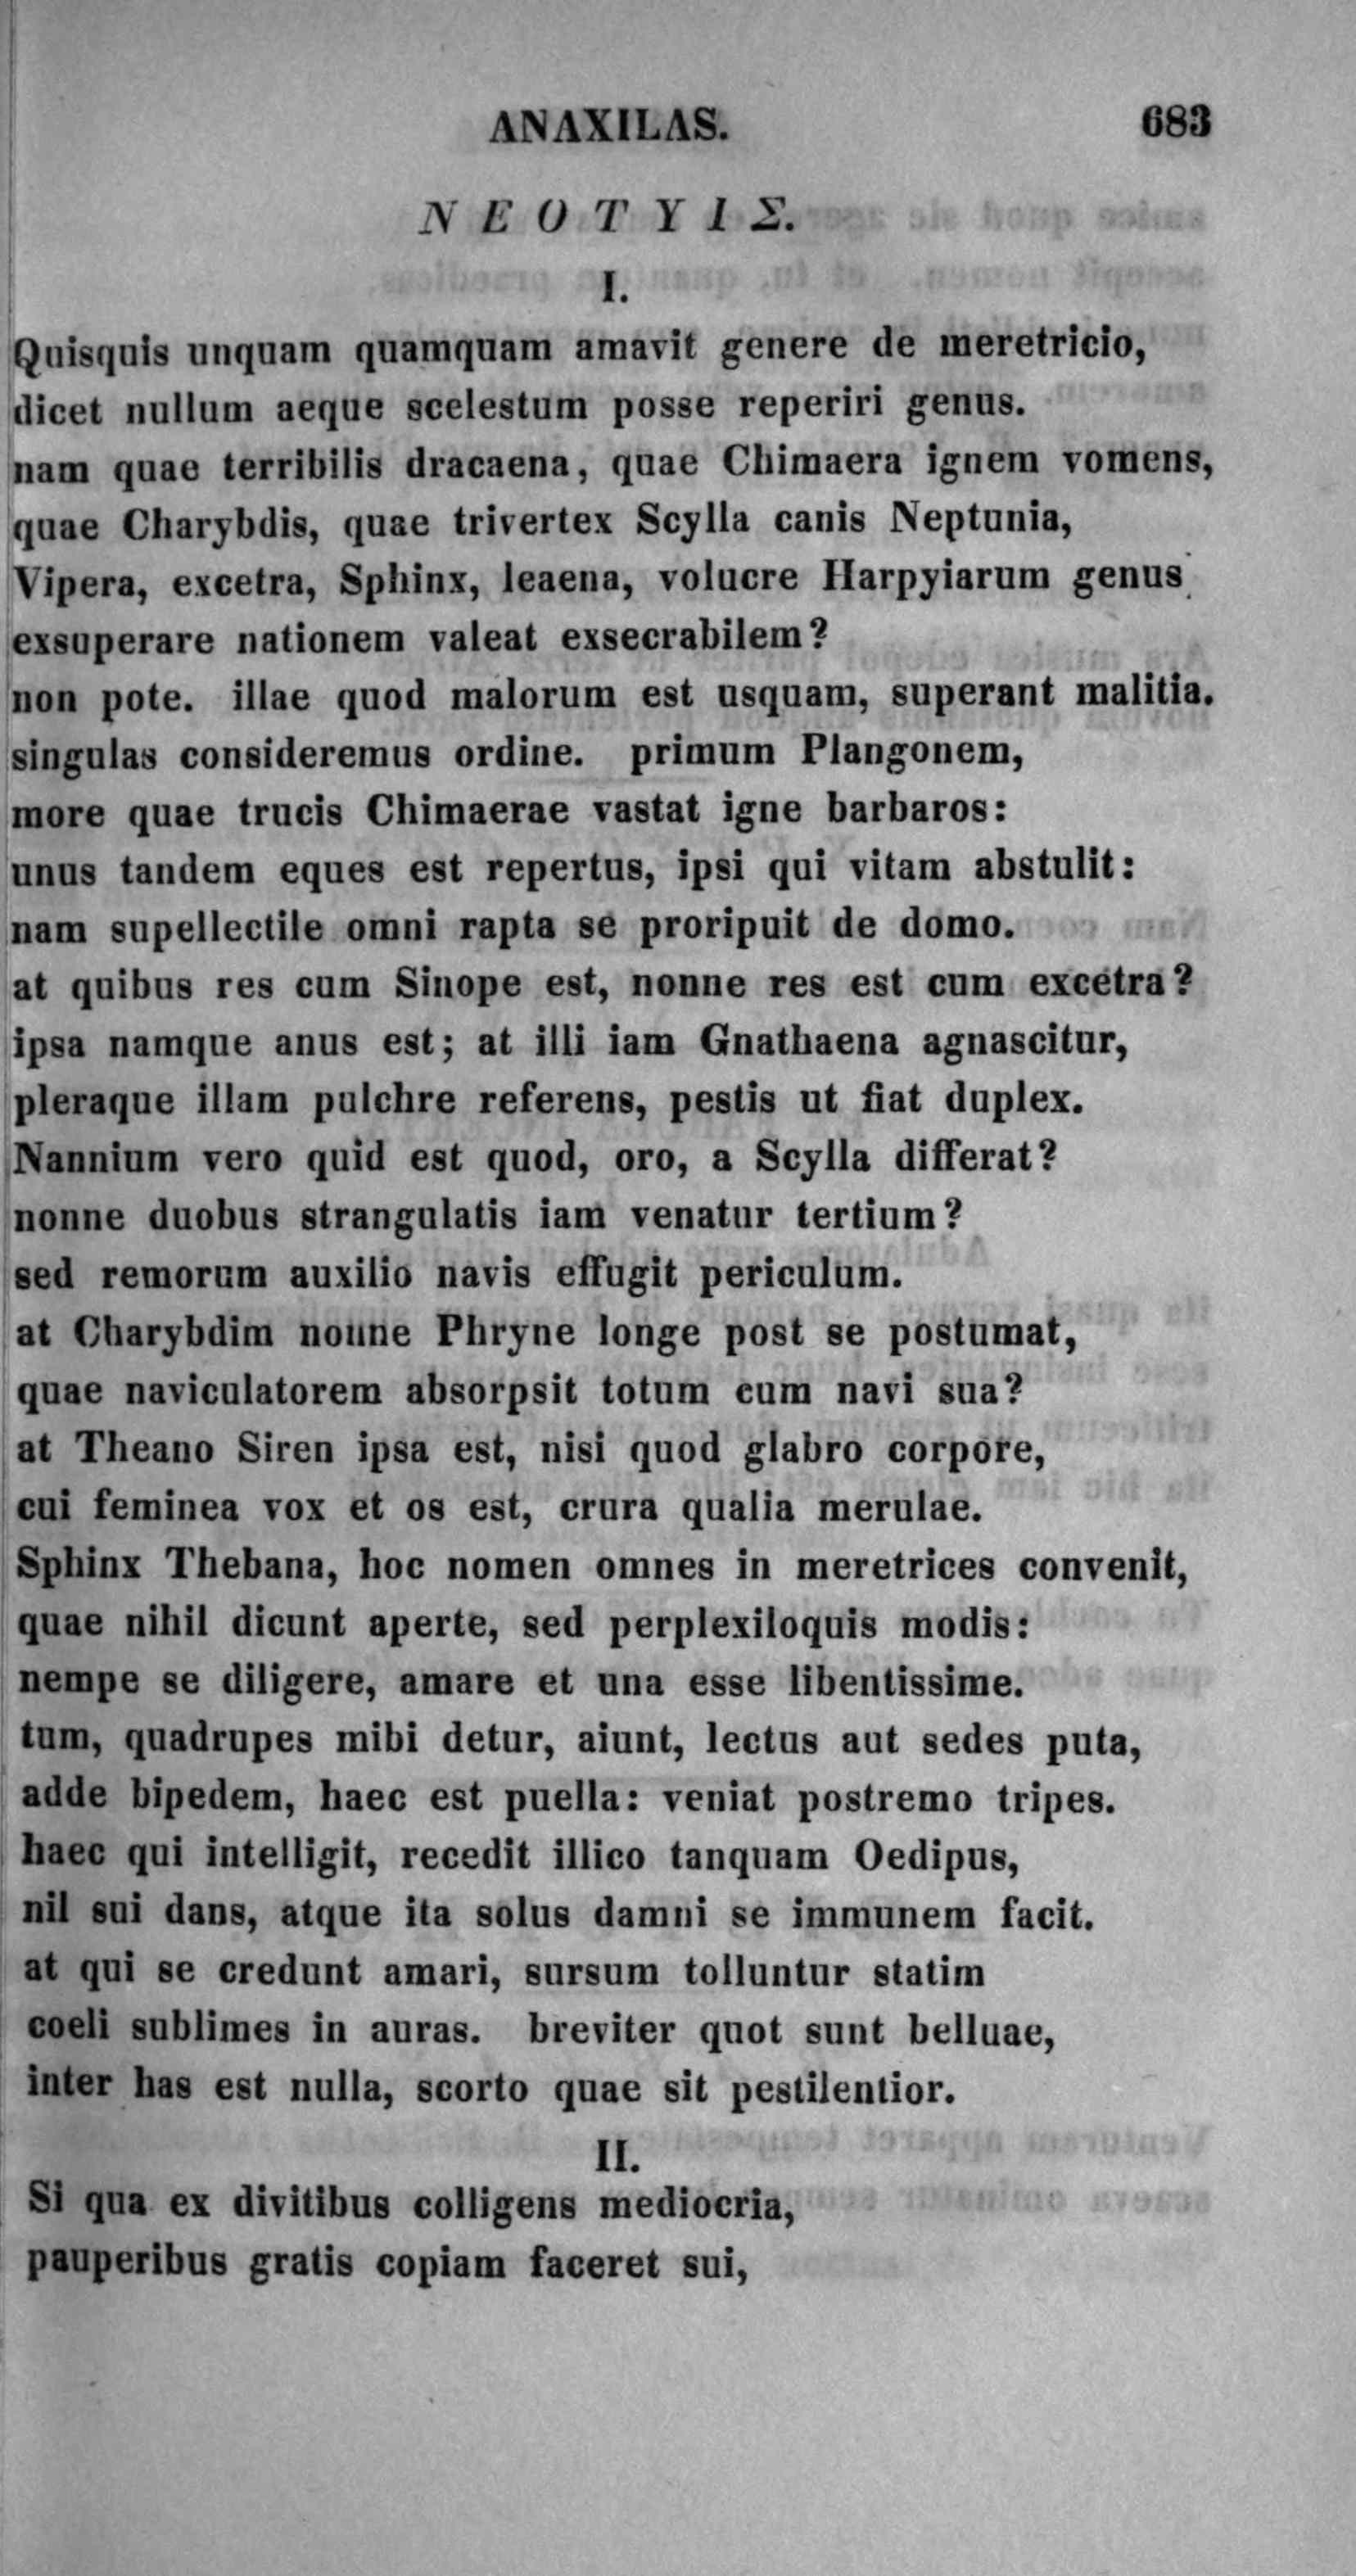 ANAXILAS. 683
ΝΕΟΤΥΙΣ.
I.
Quisquis unquam quamquam amavit genere de meretricio,
dicet nullum aeque scelestum posse reperiri genus.
nam quae terribilis dracaena, quae Chimaera ignem vomens,
quae Charybdis, quae trivertex Scylla canis Neptunia,
Vipera, excetra, Sphinx, leaena, volucre Harpyiarum genus
exsuperare nationem valeat exsecrabilem?
non pote. illae quod malorum est usquam, superant malitia.
singulas consideremus ordine. primum Plangonem,
more quae trucis Chimaerae vastat igne barbaros:
unus tandem eques est repertus, ipsi qui vitam abstulit:
nam supellectile omni rapta se proripuit de domo.
at quibus res cum Sinope est, nonne res est cum excetra?
ipsa namque anus est; at illi iam Gnathaena agnascitur,
pleraque illam pulchre referens, pestis ut fiat duplex.
Nannium vero quid est quod, oro, a Scylla differat?
nonne duobus strangulatis iam venatur tertium?
sed remorum auxilio navis effugit periculum.
at Charybdim nonne Phryne longe post se postumat,
quae naviculatorem absorpsit totum cum navi sua?
at Theano Siren ipsa est, nisi quod glabro corpore,
cui feminea vox et os est, crura qualia merulae.
Sphinx Thebana, hoc nomen omnes in meretrices convenit,
quae nihil dicunt aperte, sed perplexiloquis modis:
nempe se diligere, amare et una esse libentissime.
tum, quadrupes mibi detur, aiunt, lectus aut sedes puta,
adde bipedem, haec est puella: veniat postremo tripes.
haec qui intelligit, recedit illico tanquam Oedipus,
nil sui dans, atque ita solus damni se immunem facit.
at qui se credunt amari, sursum tolluntur statim
coeli sublimes in auras. breviter quot sunt belluae,
inter has est nulla, scorto quae sit pestilentior.
II.
Si qua ex divitibus colligens mediocria,
pauperibus gratis copiam faceret sui,